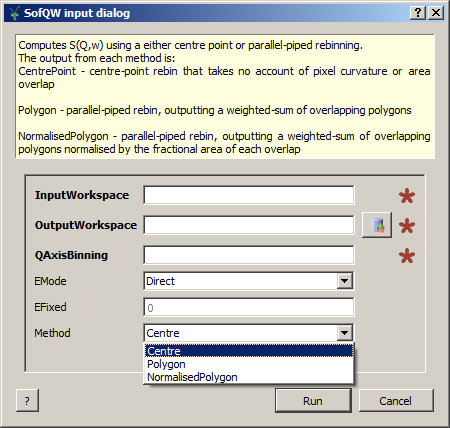 SofQW input dialog
Computes S(Q,w) using a either centre point or parallel-piped rebinning.
The output from each method is:
CentrePoint - centre-point rebin that takes no account of pixel curvature or area
overlap
Polygon - parallel-piped rebin, outputting a weighted-sum of overlapping polygons
NormalisedPolygon - parallel-piped rebin, outputting a weighted-sum of overlapping
polygons normalised by the fractional area of each overlap
InputWorkspace
OutputWorkspace
QAxisBinning
EMode Direct
EFixed 0
Method Centre
Centre
Polygon
NormalisedPolygon
? Run Cancel